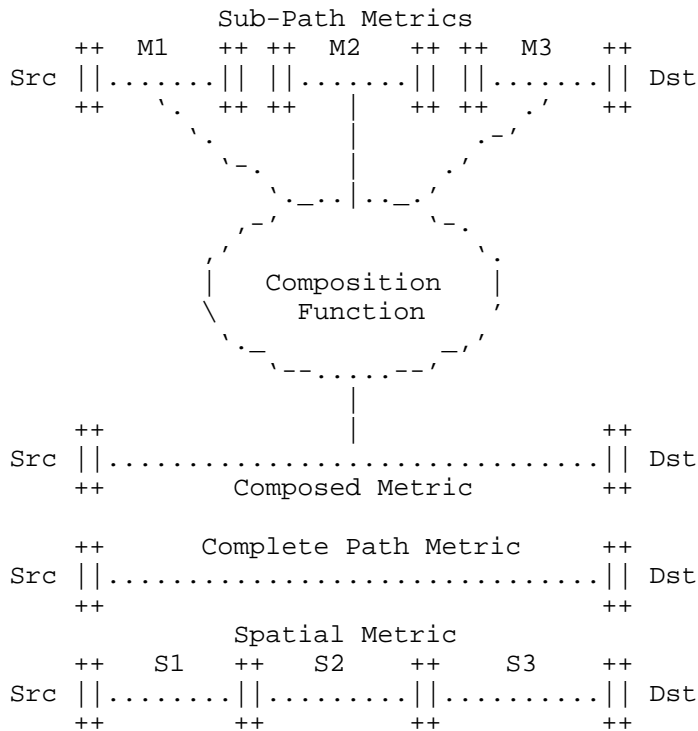 Sub-Path Metrics
++ M1 ++ ++ M2 ++ ++ M3 ++
Src ||.......|| ||.......|| ||.......|| Dst
++ `. ++ ++ | ++ ++ .' ++
`. | .-'
`-. | .'
`._..|.._.'
,-' `-.
,' `.
| Composition |
\ Function '
`._ _,'
`--.....--'
|
++ | ++
Src ||...............................|| Dst
++ Composed Metric ++
++ Complete Path Metric ++
Src ||...............................|| Dst
++ ++
Spatial Metric
++ S1 ++ S2 ++ S3 ++
Src ||........||.........||..........|| Dst
++ ++ ++ ++